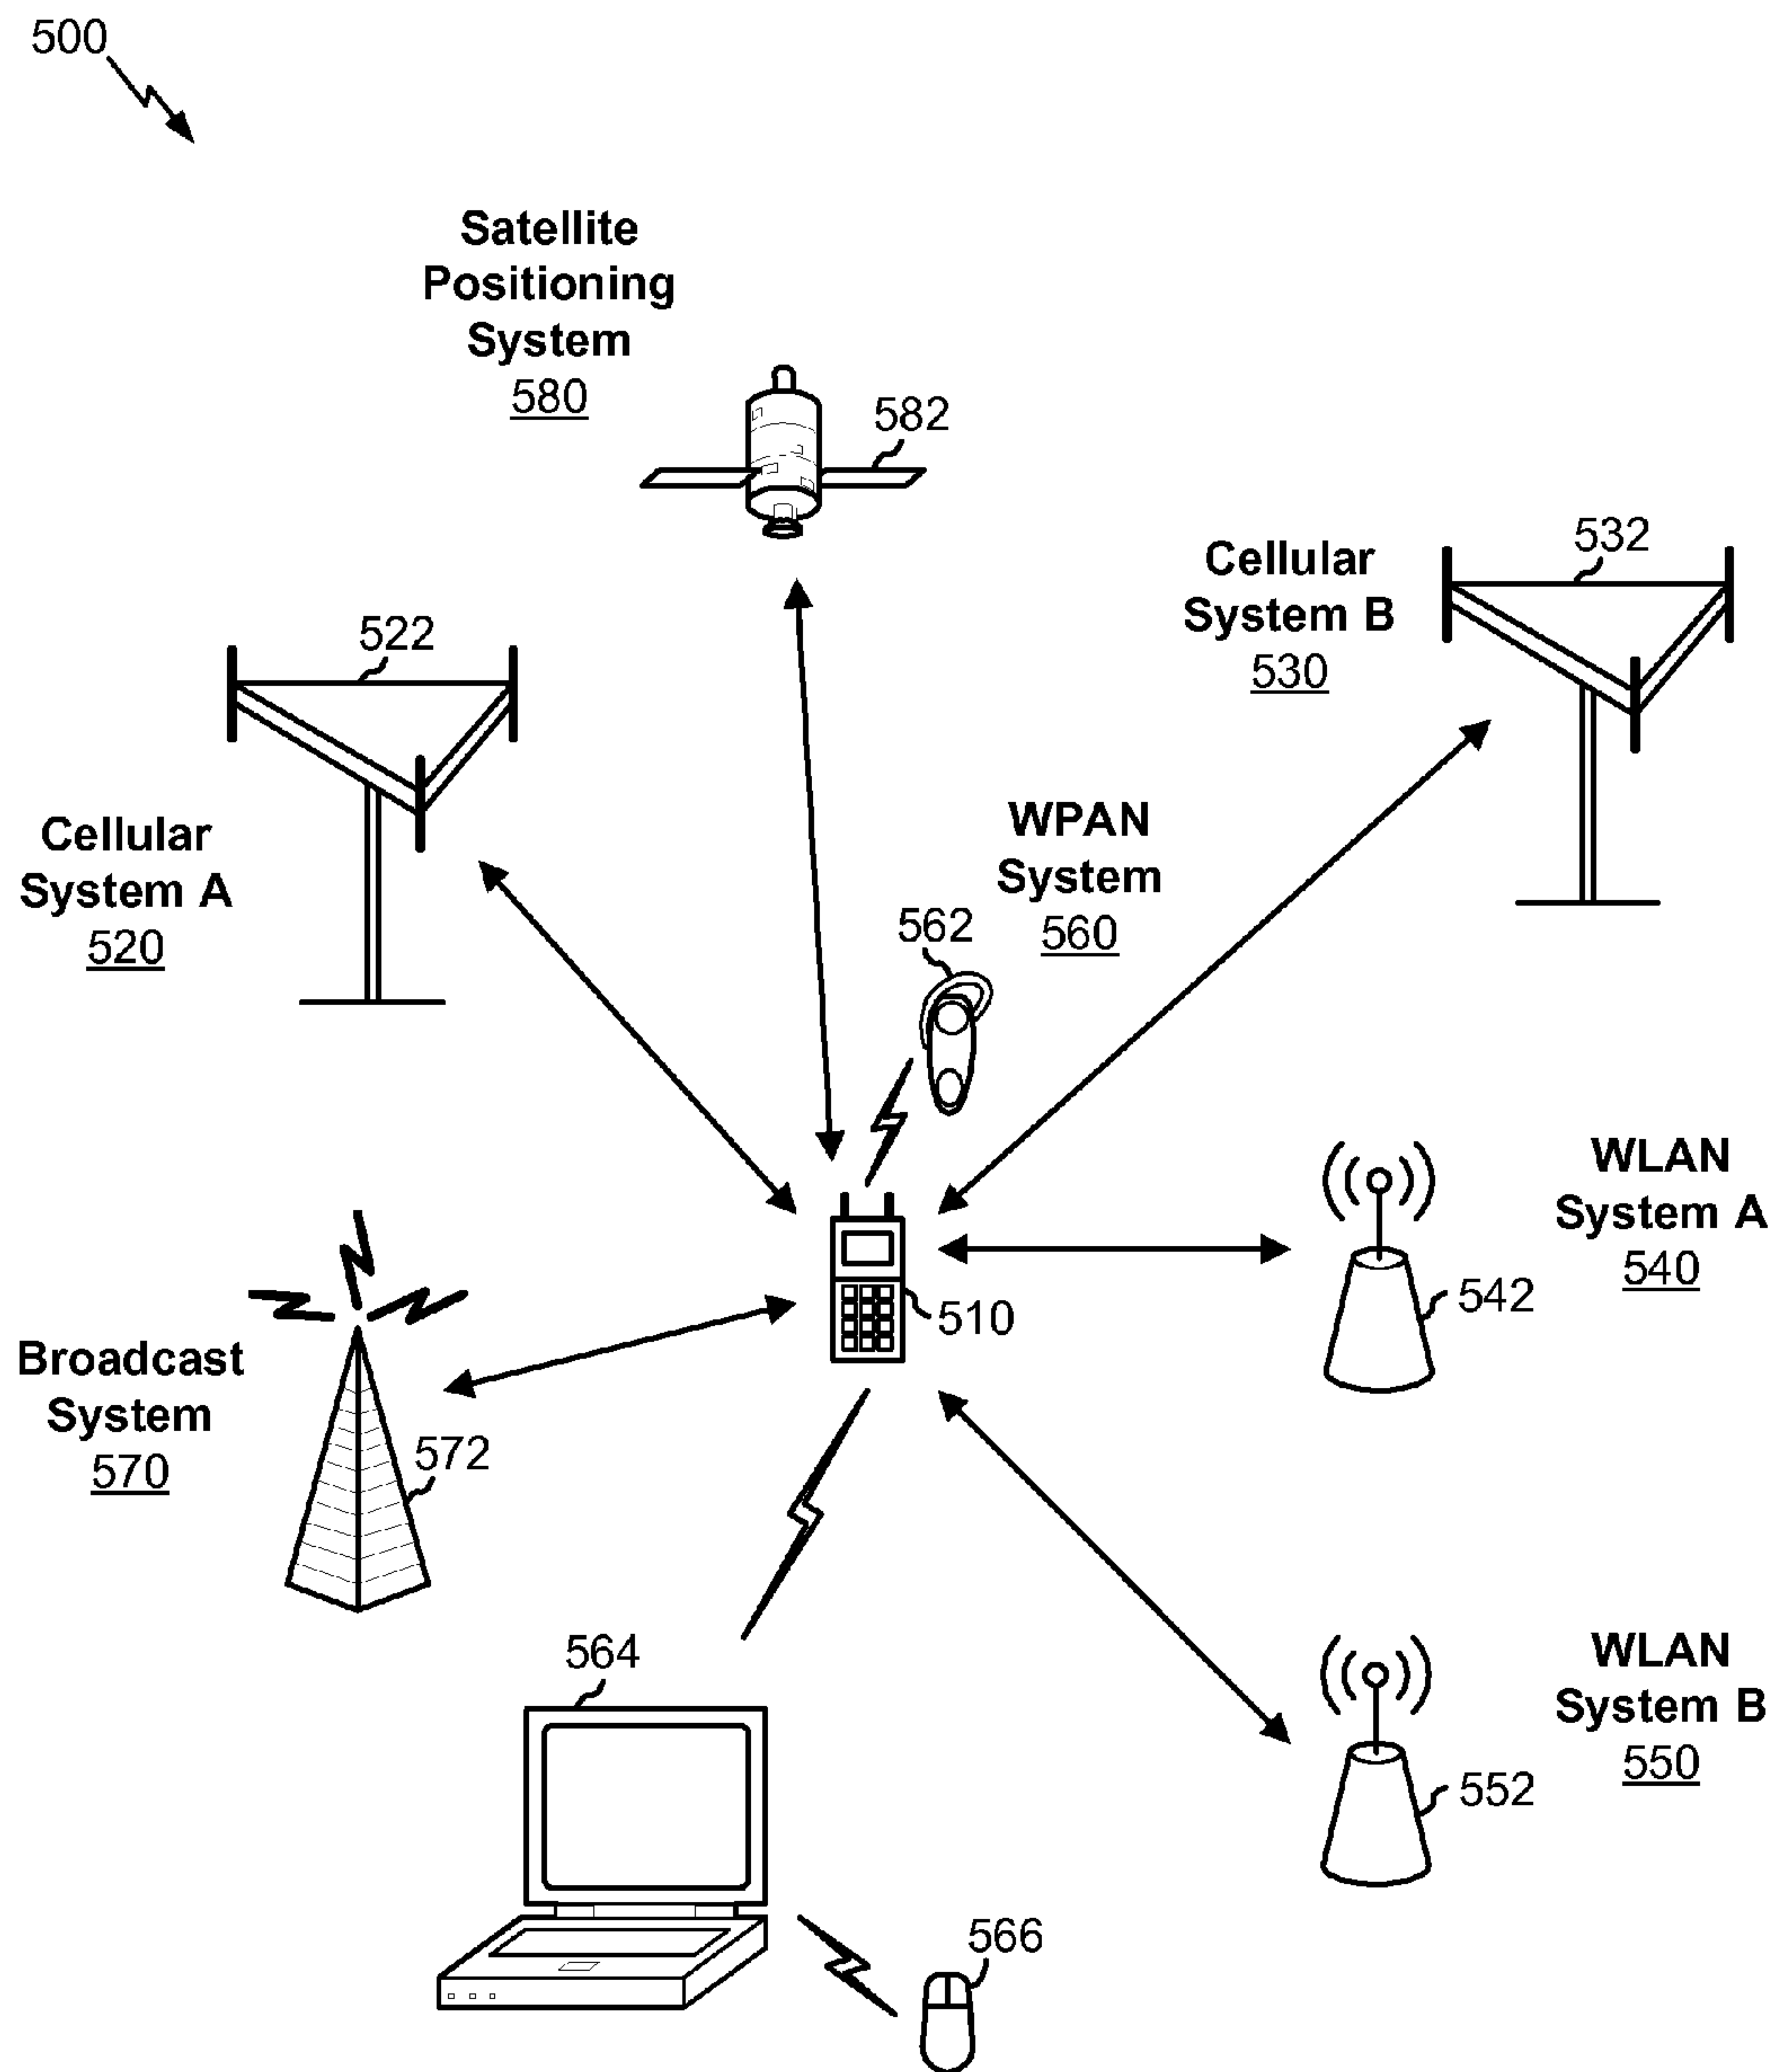 500
Satellite
Positioning
System
580
582
Cellular
System B
530
532
522
Cellular
System A
520
WPAN
System
560
562
WLAN
System A
540
542
510
Broadcast
System
570
572
WLAN
System B
550
552
564
566